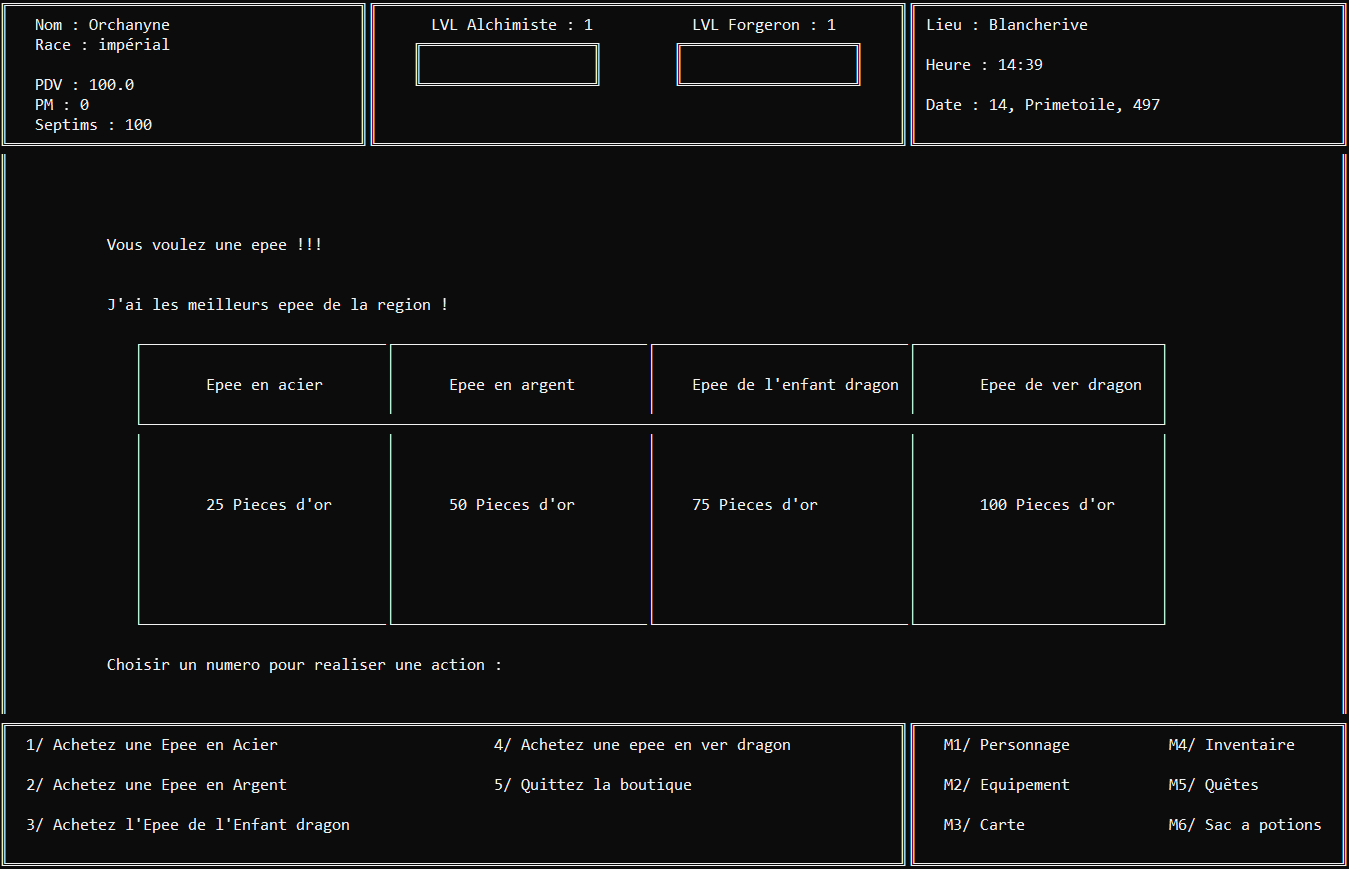 Nom : Orchanyne
Race : impérial
PDV : 100.0
PM : 0
Septims : 100
LVL Alchimiste : 1
LVL Forgeron : 1
Lieu : Blancherive
Heure : 14:39
Date : 14, Primetoile, 497
Vous voulez une epee !!!
J'ai les meilleurs epee de la region !
Epee en acier
Epee en argent
Epee de l'enfant dragon
Epee de ver dragon
25 Pieces d'or
50 Pieces d'or
75 Pieces d'or
100 Pieces d'or
Choisir un numero pour realiser une action :
1/ Achetez une Epee en Acier
2/ Achetez une Epee en Argent
3/ Achetez l'Epee de l'Enfant dragon
4/ Achetez une epee en ver dragon
5/ Quittez la boutique
M1/ Personnage
M2/ Equipement
M3/ Carte
M4/ Inventaire
M5/ Quêtes
M6/ Sac a potions